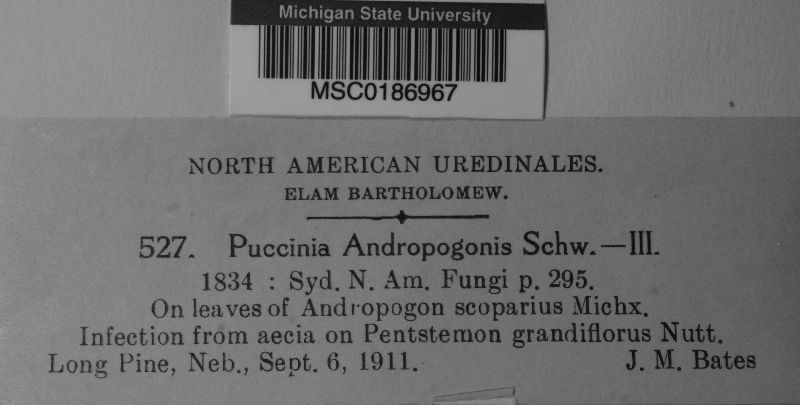 Michigan State University
MSC0186967
NORTH AMERICAN UREDINALES.
ELAM BARTHOLOMEW.
527. Puccinia Andropogonis Schw.—III.
1834 : Syd. N. Am. Fungi p. 295.
On leaves of Andropogon scoparius Michx.
Infection from aecia on Pentstemon grandiflorus Nutt.
Long Pine, Neb., Sept. 6, 1911. J. M. Bates